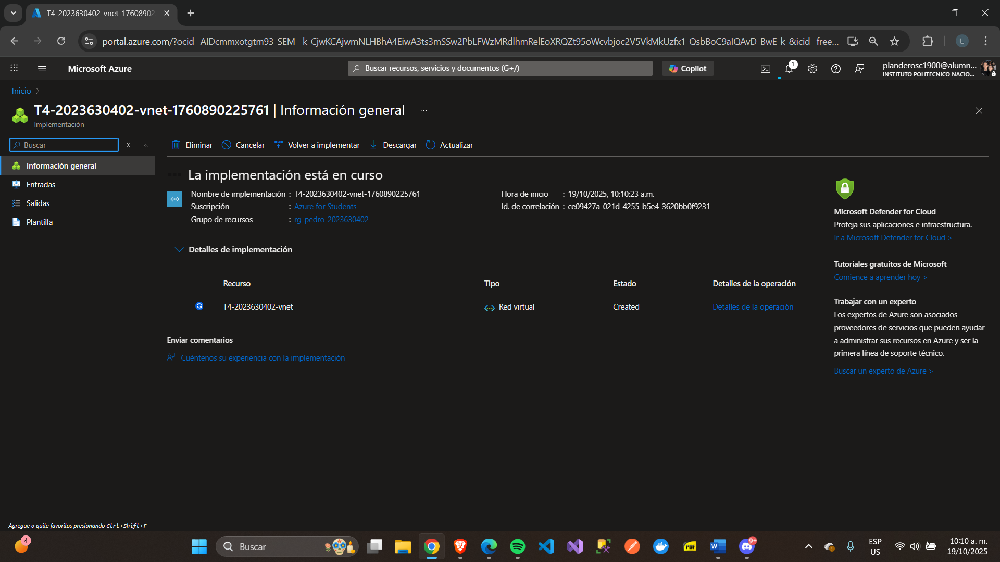 T4-2023630402-vnet-17608902
portal.azure.com/?ocid=AIDcmmxotgtm93_SEM__k_CjwKCAjwmNLHBhA4EiwA3ts3mSSw2PbLFWzMRdlhmRelEoXRQZt95oWcvbjoc2V5VkMkUzfx1-QsbBoC9aIQAvD_BwE_k_&icid=free...
L
Microsoft Azure
Buscar recursos, servicios y documentos (G+/)
Copilot
1
planderosc1900@alumn...
INSTITUTO POLITECNICO NACIO...
Inicio >
T4-2023630402-vnet-1760890225761 | Información general ...
Implementación
Buscar
Eliminar
Cancelar
Volver a implementar
Descargar
Actualizar
Información general
Entradas
Salidas
Plantilla
La implementación está en curso
Nombre de implementación : T4-2023630402-vnet-1760890225761
Suscripción : Azure for Students
Grupo de recursos : rg-pedro-2023630402
Hora de inicio : 19/10/2025, 10:10:23 a.m.
Id. de correlación : ce09427a-021d-4255-b5e4-3620bb0f9231
Detalles de implementación
Recurso Tipo Estado Detalles de la operación
T4-2023630402-vnet Red virtual Created Detalles de la operación
Enviar comentarios
Cuéntenos su experiencia con la implementación
Microsoft Defender for Cloud
Proteja sus aplicaciones e infraestructura.
Ir a Microsoft Defender for Cloud >
Tutoriales gratuitos de Microsoft
Comience a aprender hoy >
Trabajar con un experto
Los expertos de Azure son asociados
proveedores de servicios que pueden ayudar
a administrar sus recursos en Azure y ser la
primera línea de soporte técnico.
Buscar un experto de Azure >
Agregue o quite favoritos presionando Ctrl+Shift+F
4
Buscar
PDF
W
9+
ESP
US
10:10 a. m.
19/10/2025